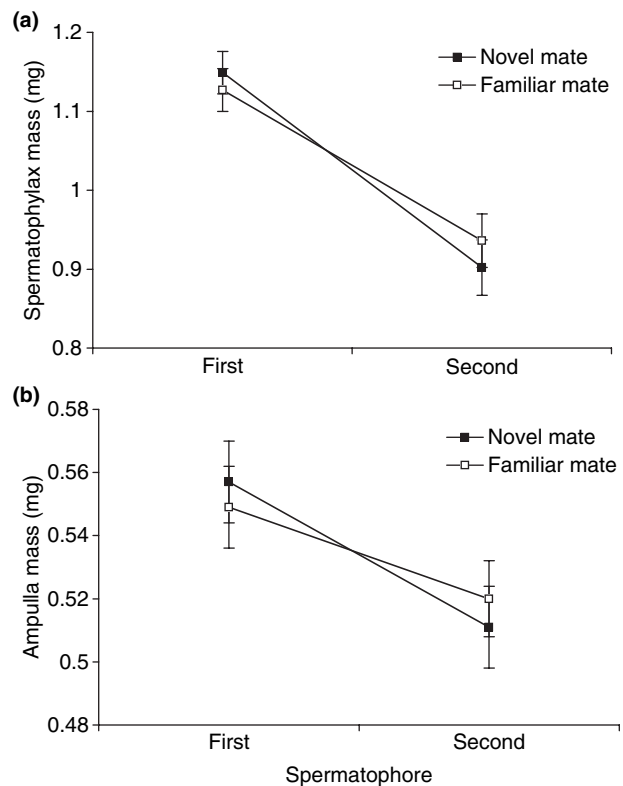 (a)
1.2
1.1
1
0.9
0.8
Spermatophylax mass (mg)
Novel mate
Familiar mate
First Second
(b)
0.58
0.56
0.54
0.52
0.5
0.48
Ampulla mass (mg)
Novel mate
Familiar mate
First Second
Spermatophore